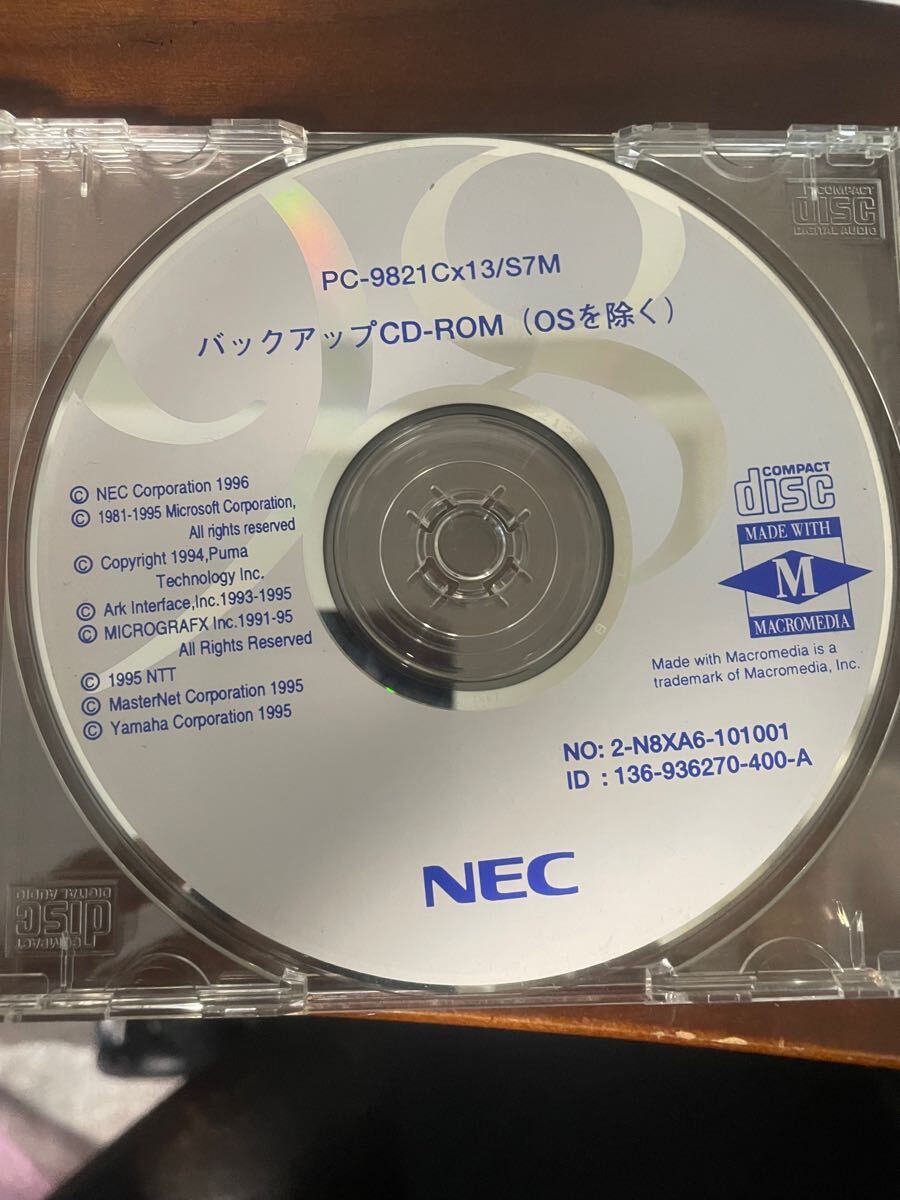 COMPACT
disc
DIGITAL AUDIO
PC-9821Cx13/S7M
バックアップCD-ROM（OSを除く）
© NEC Corporation 1996
© 1981-1995 Microsoft Corporation,
All rights reserved
© Copyright 1994,Puma
Technology Inc.
© Ark Interface,Inc.1993-1995
© MICROGRAFX Inc.1991-95
All Rights Reserved
© 1995 NTT
© MasterNet Corporation 1995
© Yamaha Corporation 1995
COMPACT
disc
MADE WITH
M
MACROMEDIA
Made with Macromedia is a
trademark of Macromedia, Inc.
NO: 2-N8XA6-101001
ID : 136-936270-400-A
NEC
COMPACT
disc
DIGITAL AUDIO